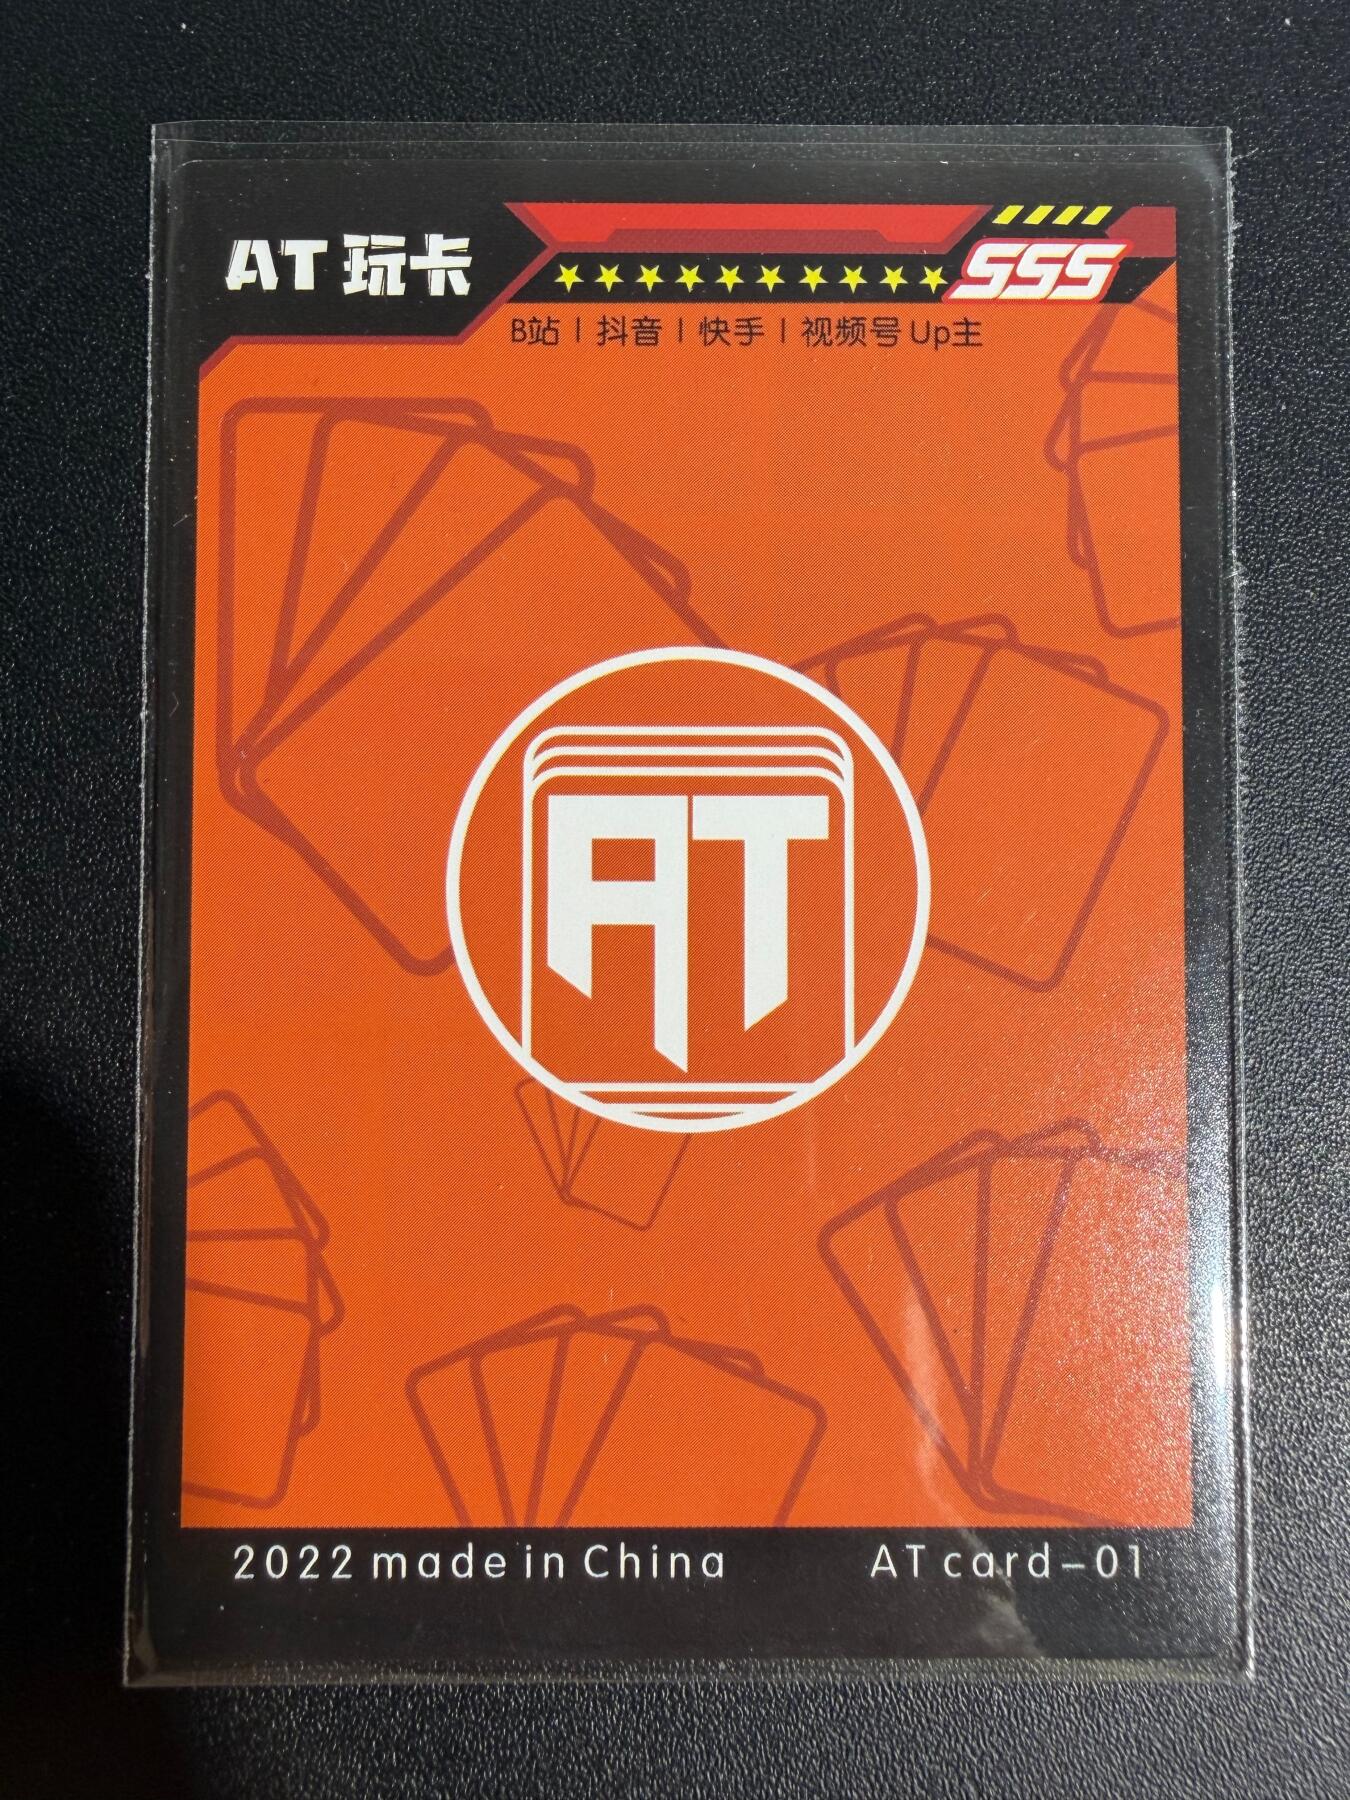 AT 玩卡
SSS
B站 | 抖音 | 快手 | 视频号 Up主
AT
2022 made in China
AT card-01